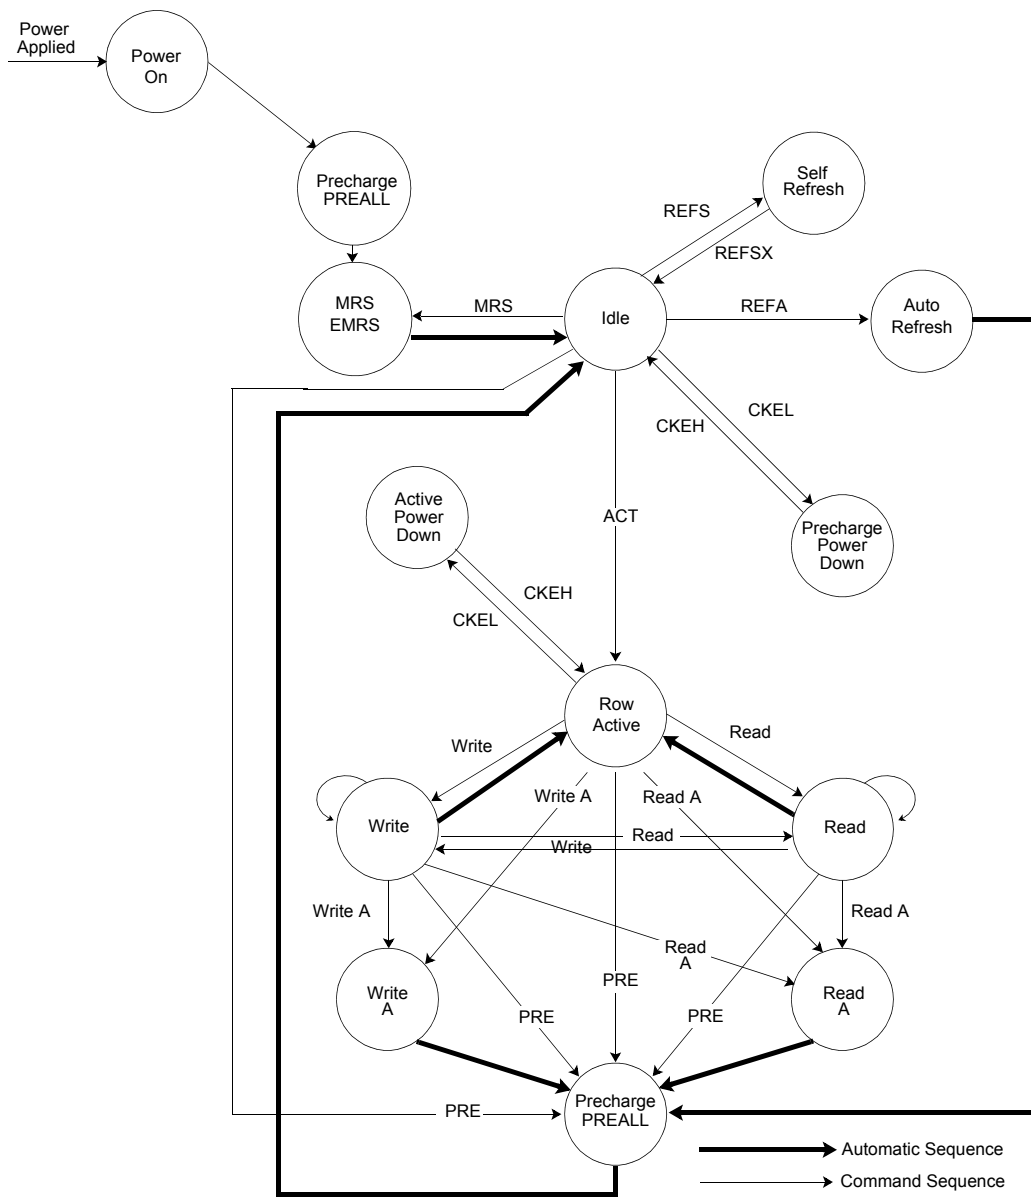 Power
Applied
Power
On
Precharge
PREALL
Self
Refresh
REFS
REFSX
MRS
EMRS
MRS
Idle
REFA
Auto
Refresh
CKEL
CKEH
Active
Power
Down
ACT
Precharge
Power
Down
CKEH
CKEL
Row
Active
Write
Read
Write A
Read A
Write
Read
Write
Read
Write A
Read A
Read
A
Write
A
PRE
Read
A
PRE
PRE
Precharge
PREALL
PRE
Automatic Sequence
Command Sequence